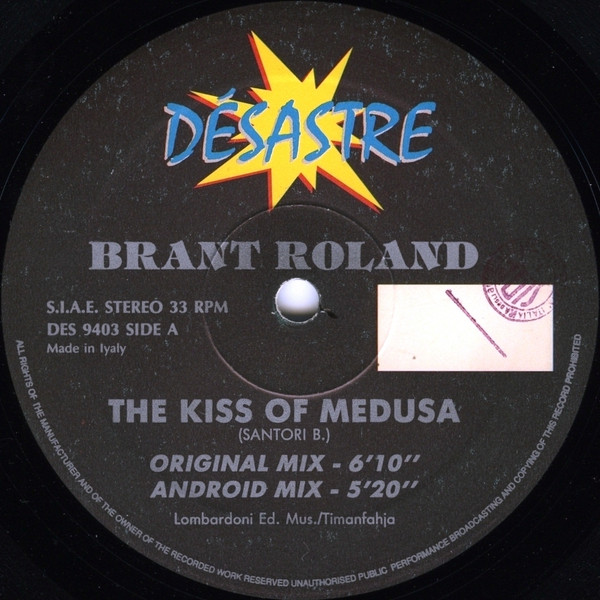 DÉSASTRE
BRANT ROLAND
S.I.A.E. STEREO 33 RPM
DES 9403 SIDE A
Made in Iyaly
THE KISS OF MEDUSA
(SANTORI B.)
ORIGINAL MIX - 6'10''
ANDROID MIX - 5'20''
Lombardoni Ed. Mus./Timanfahja
ALL RIGHTS OF THE MANUFACTURER AND OF THE OWNER OF THE RECORDED WORK RESERVED UNAUTHORISED PUBLIC PERFORMANCE BROADCASTING AND COPYING OF THIS RECORD PROHIBITED